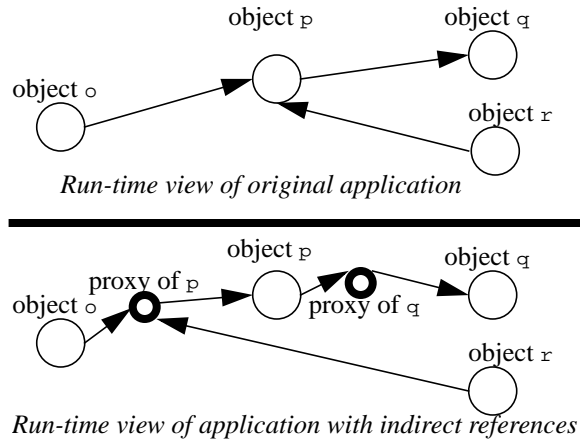 object p
object q
object o
object r
Run-time view of original application
object p
object q
proxy of p
object o
proxy of q
object r
Run-time view of application with indirect references